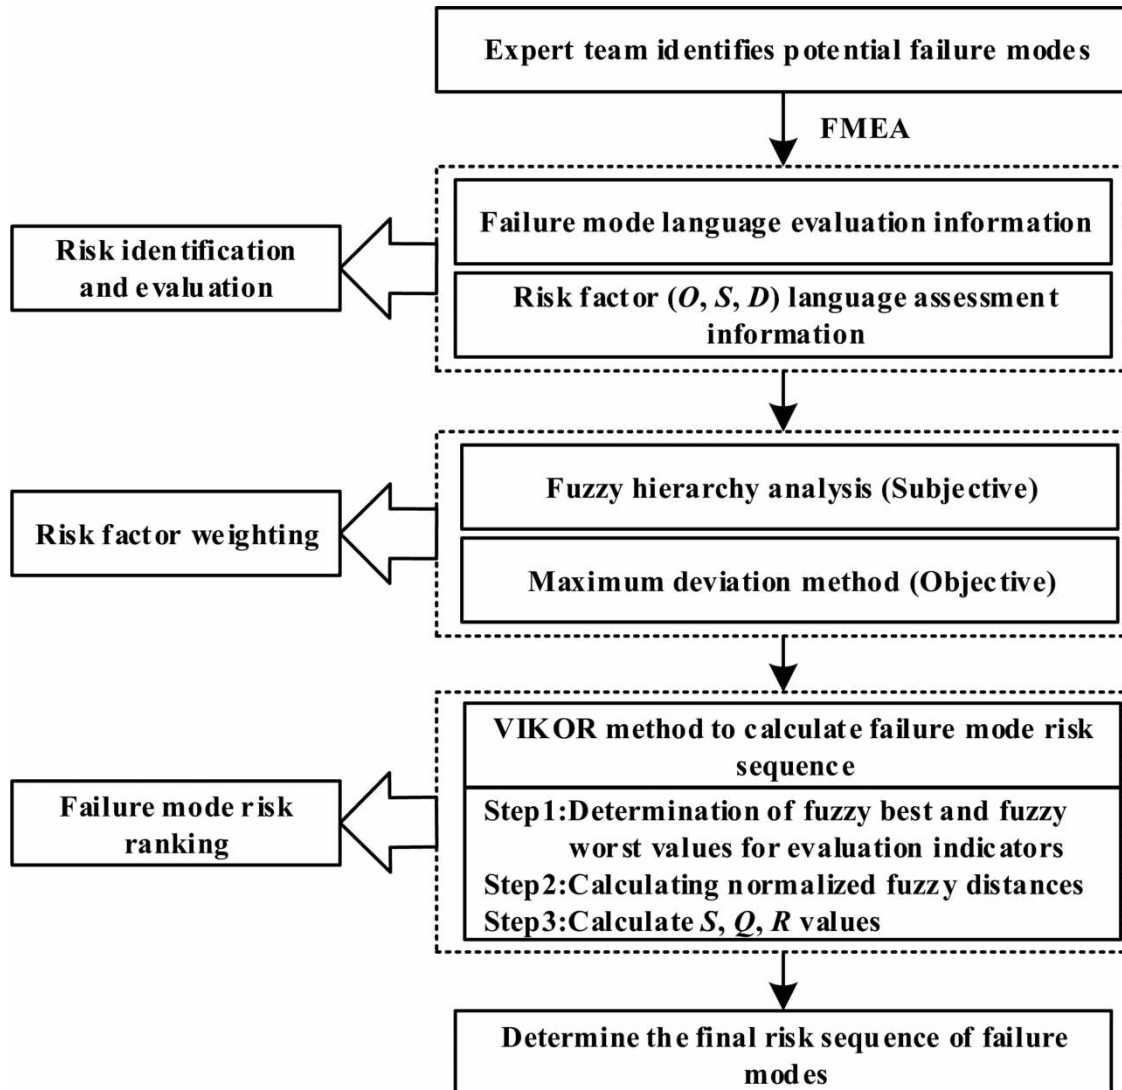 Expert team identifies potential failure modes
FMEA
Failure mode language evaluation information
Risk identification
and evaluation
Risk factor (O, S, D) language assessment
information
Fuzzy hierarchy analysis (Subjective)
Risk factor weighting
Maximum deviation method (Objective)
VIKOR method to calculate failure mode risk
sequence
Failure mode risk
ranking
Step1:Determination of fuzzy best and fuzzy
worst values for evaluation indicators
Step2:Calculating normalized fuzzy distances
Step3:Calculate S, Q, R values
Determine the final risk sequence of failure
modes